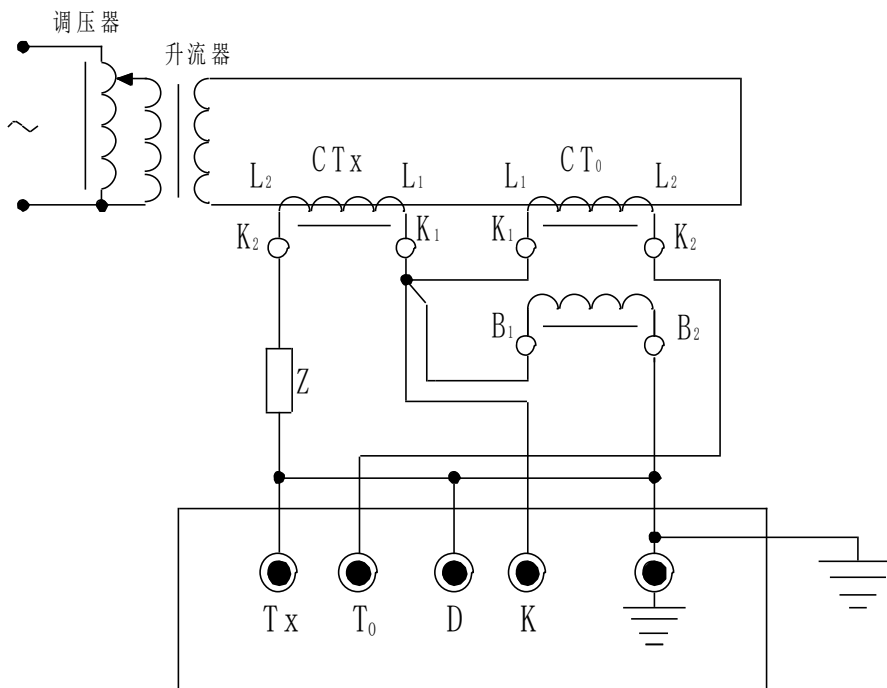 调压器
升流器
~
CTx
CT₀
L₂
L₁
L₁
L₂
K₂
K₁
K₁
K₂
B₁
B₂
Z
Tx
T₀
D
K